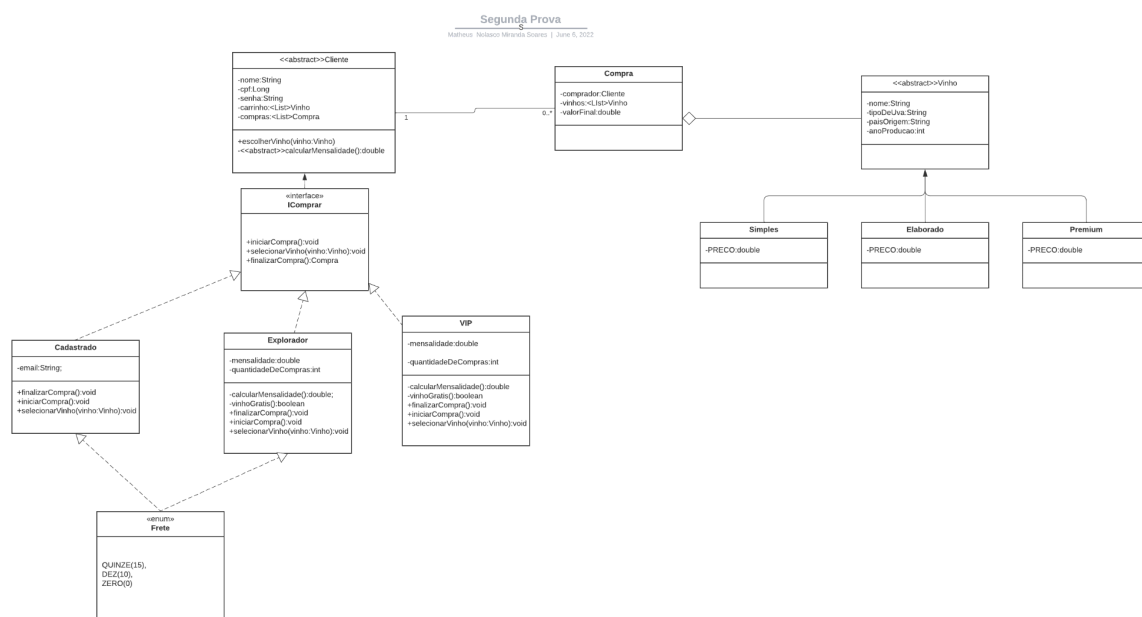 Segunda Prova
S
Matheus Nolasco Miranda Soares | June 6, 2022
<<abstract>>Cliente
-nome:String
-cpf:Long
-senha:String
-carrinho:<List>Vinho
-compras:<List>Compra
+escolherVinho(vinho:Vinho)
-<<abstract>>calcularMensalidade():double
1
0..*
Compra
-comprador:Cliente
-vinhos:<LIst>Vinho
-valorFinal:double
<<abstract>>Vinho
-nome:String
-tipoDeUva:String
-paisOrigem:String
-anoProducao:int
«interface»
IComprar
+iniciarCompra():void
+selecionarVinho(vinho:Vinho):void
+finalizarCompra():Compra
Simples
-PRECO:double
Elaborado
-PRECO:double
Premium
-PRECO:double
Cadastrado
-email:String;
+finalizarCompra():void
+iniciarCompra():void
+selecionarVinho(vinho:Vinho):void
Explorador
-mensalidade:double
-quantidadeDeCompras:int
-calcularMensalidade():double;
-vinhoGratis():boolean
+finalizarCompra():void
+iniciarCompra():void
+selecionarVinho(vinho:Vinho):void
VIP
-mensalidade:double
-quantidadeDeCompras:int
-calcularMensalidade():double
-vinhoGratis():boolean
+finalizarCompra():void
+iniciarCompra():void
+selecionarVinho(vinho:Vinho):void
«enum»
Frete
QUINZE(15),
DEZ(10),
ZERO(0)